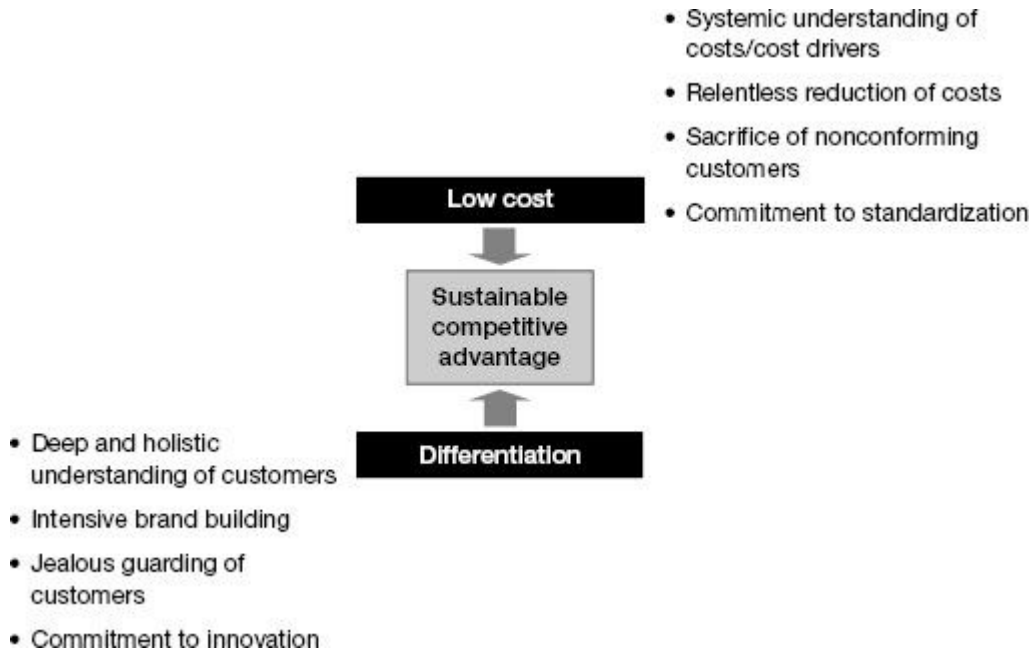 • Systemic understanding of
costs/cost drivers
• Relentless reduction of costs
• Sacrifice of nonconforming
customers
• Commitment to standardization
Low cost
Sustainable
competitive
advantage
Differentiation
• Deep and holistic
understanding of customers
• Intensive brand building
• Jealous guarding of
customers
• Commitment to innovation